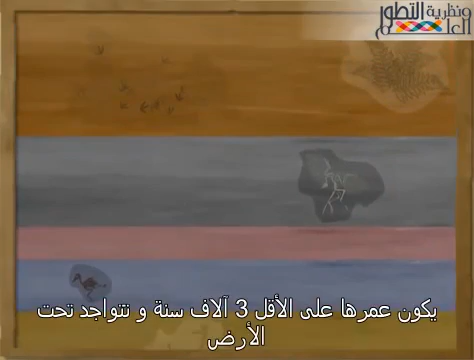 ونظرية التطور
العلم
يكون عمرها على الأقل 3 آلاف سنة و تتواجد تحت
الأرض